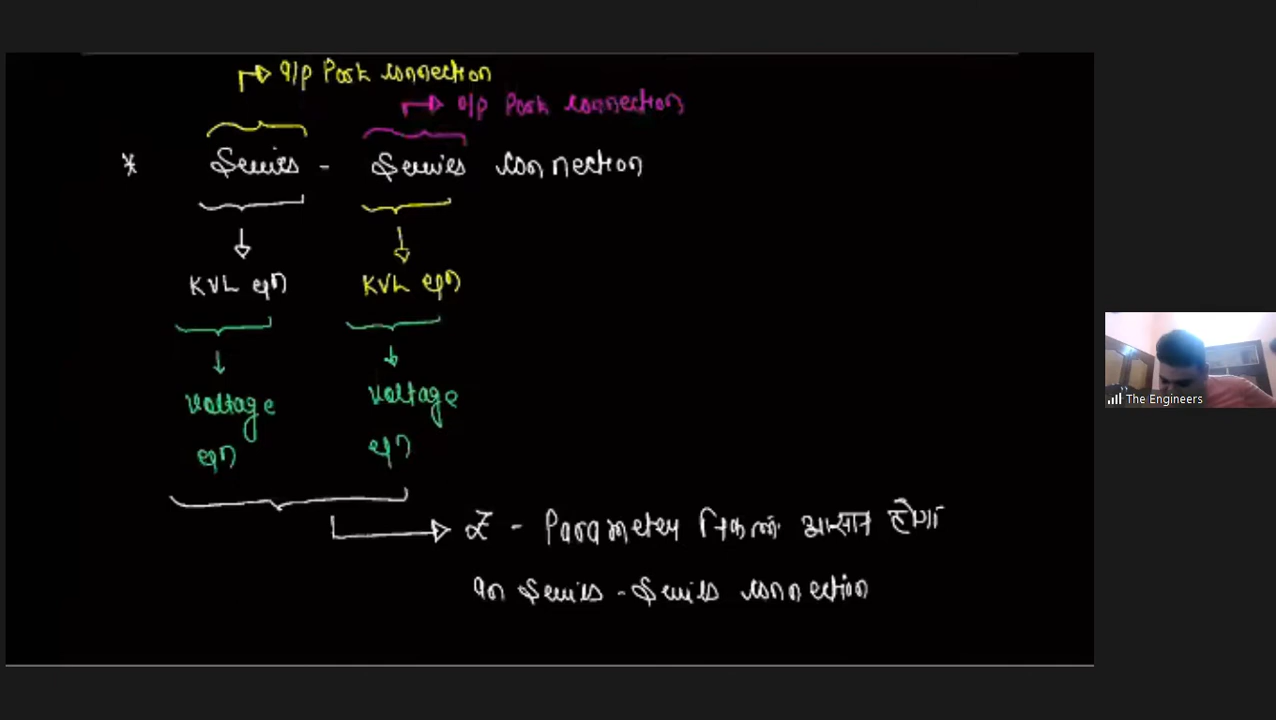 i/p Port connection
o/p Port connection
* Series - Series connection
KVL eqn KVL eqn
Voltage Voltage
eqn eqn
Z - Parameter निकालना आसान होगा
in Series - Series connection
The Engineers